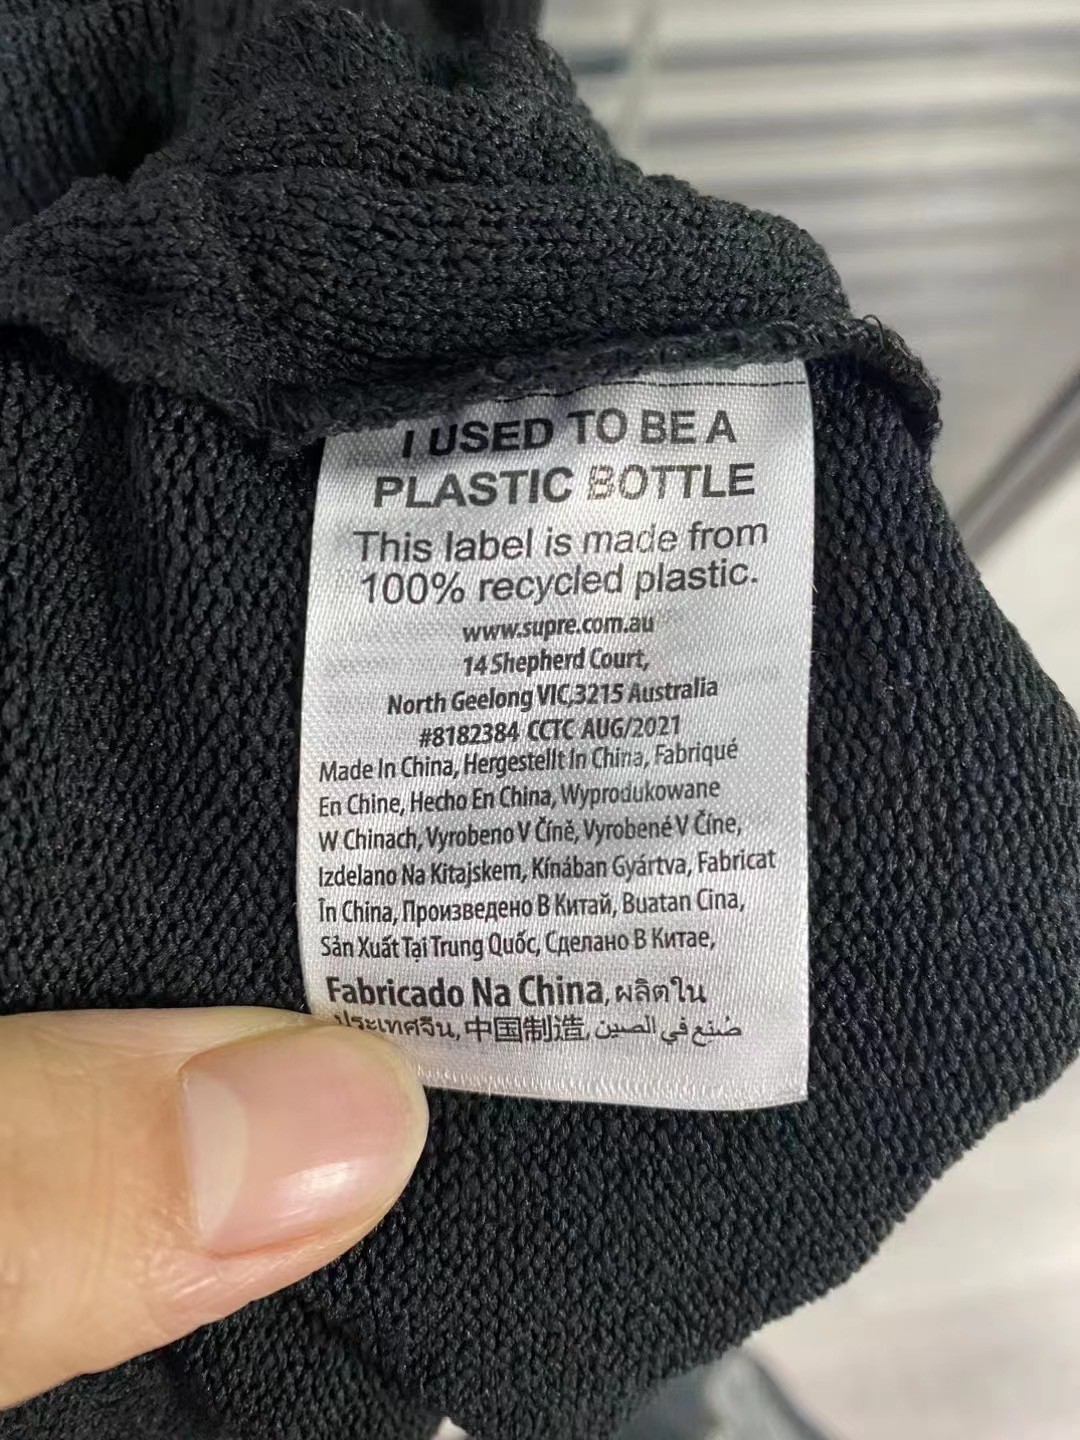 I USED TO BE A
PLASTIC BOTTLE
This label is made from
100% recycled plastic.
www.supre.com.au
14 Shepherd Court,
North Geelong VIC,3215 Australia
#8182384 CCTC AUG/2021
Made In China, Hergestellt In China, Fabriqué
En Chine, Hecho En China, Wyprodukowane
W Chinach, Vyrobeno V Číně, Vyrobené V Číne,
Izdelano Na Kitajskem, Kínában Gyártva, Fabricat
În China, Произведено В Китай, Buatan Cina,
Sản Xuất Tại Trung Quốc, Сделано В Китае,
Fabricado Na China, ผลิตใน
ประเทศจีน, 中国制造, صُنع في الصين